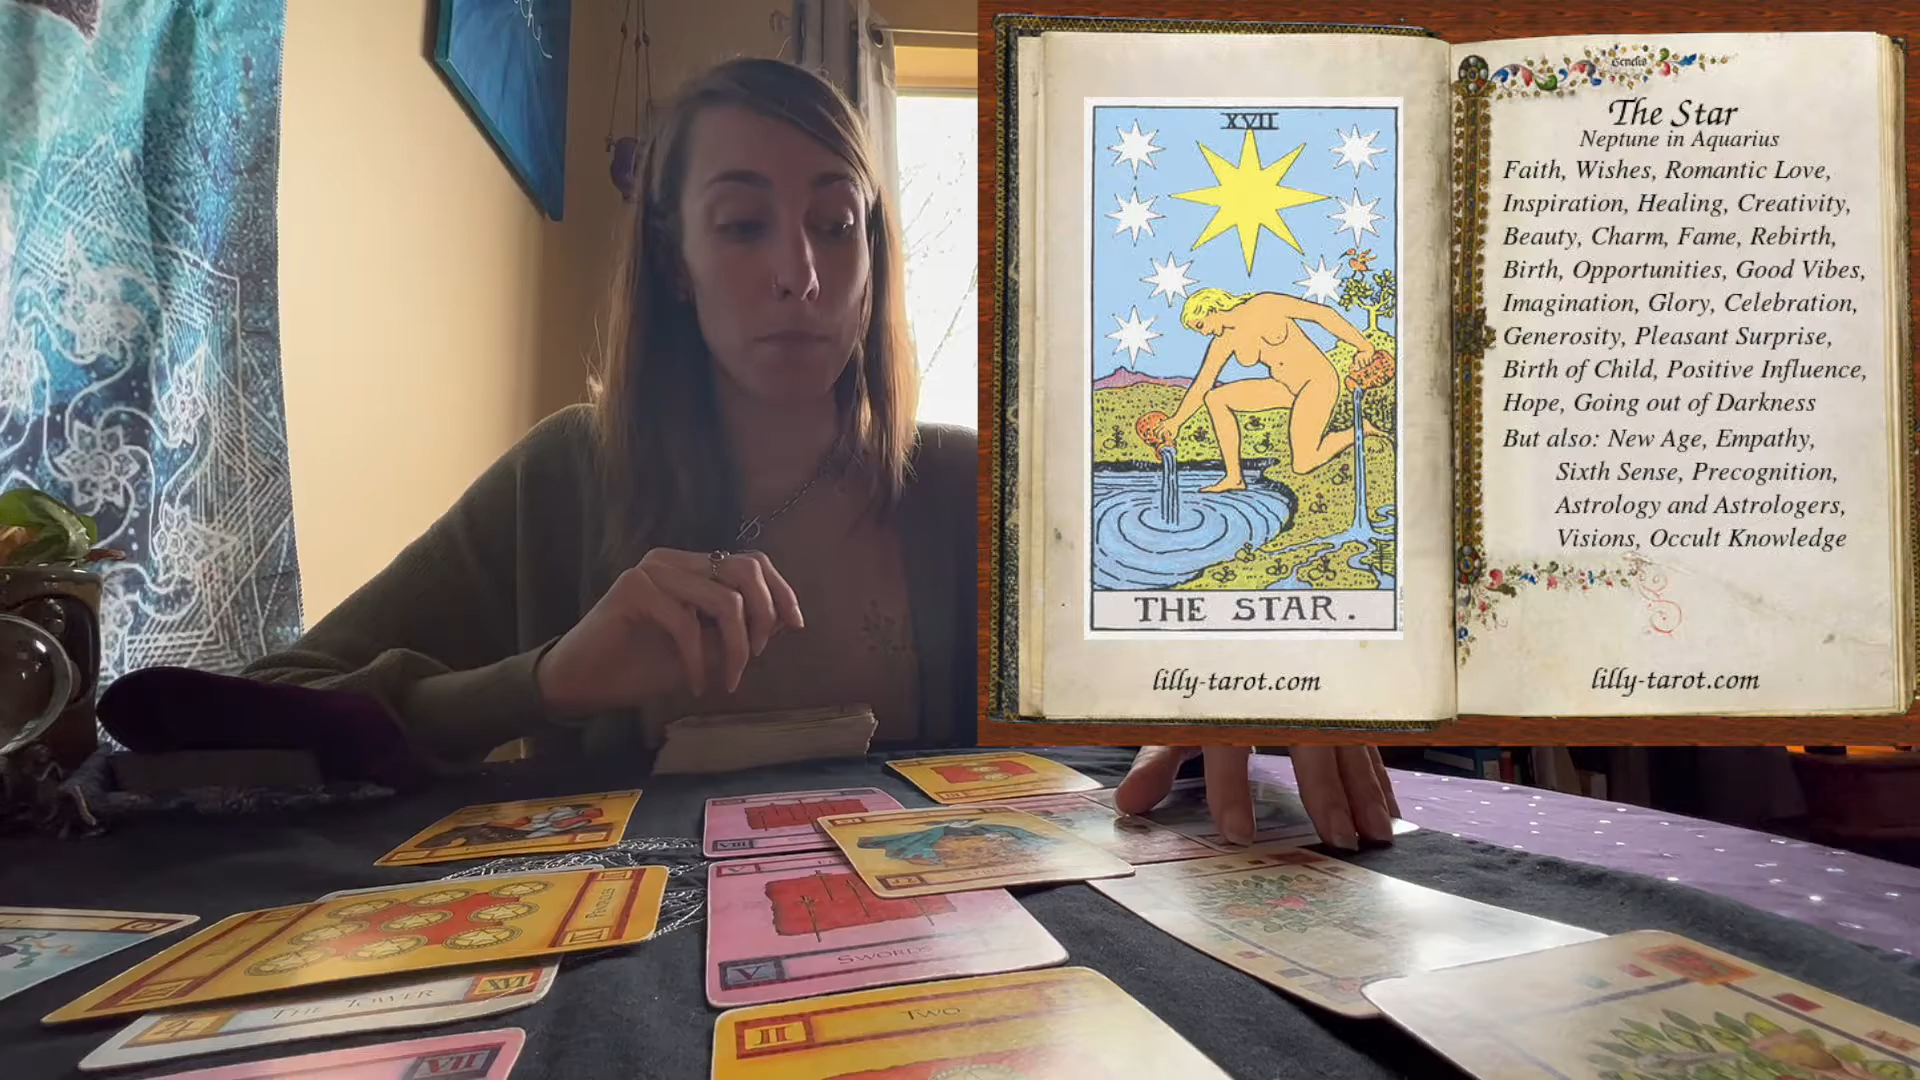 XVII
THE STAR.
lilly-tarot.com
Genesis
The Star
Neptune in Aquarius
Faith, Wishes, Romantic Love,
Inspiration, Healing, Creativity,
Beauty, Charm, Fame, Rebirth,
Birth, Opportunities, Good Vibes,
Imagination, Glory, Celebration,
Generosity, Pleasant Surprise,
Birth of Child, Positive Influence,
Hope, Going out of Darkness
But also: New Age, Empathy,
Sixth Sense, Precognition,
Astrology and Astrologers,
Visions, Occult Knowledge
lilly-tarot.com
VIII
V
SWORDS
PENTACLES
THE TOWER
XVI
VII
II
TWO